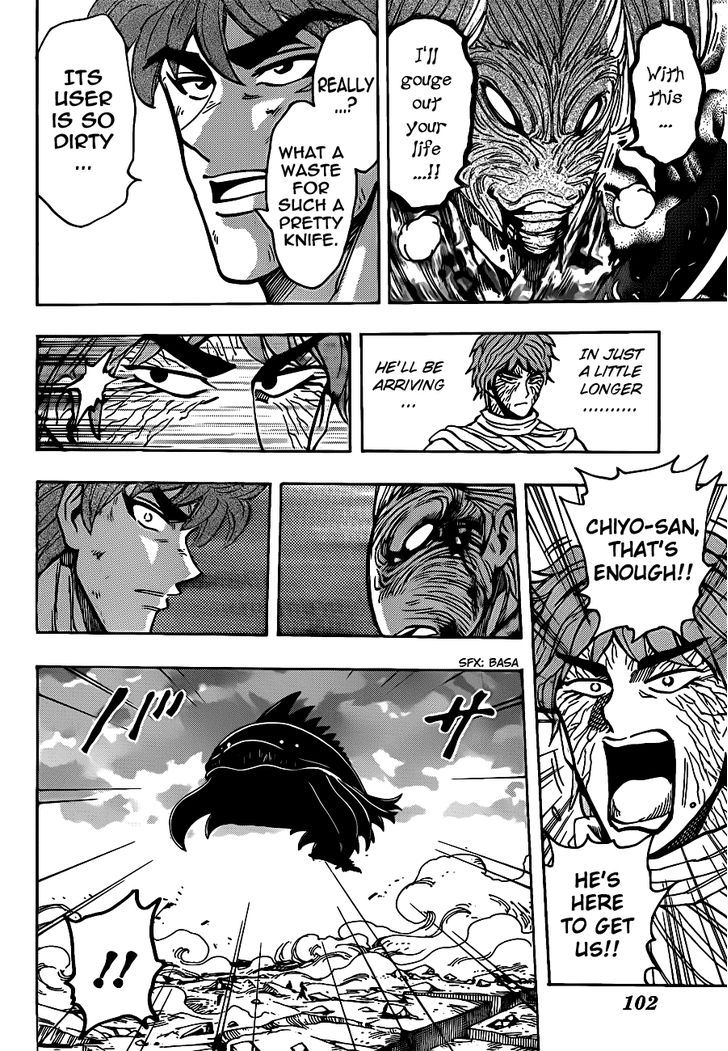 With
this ...
I'll
gouge
out
your
life
...!!
REALLY
...?
WHAT A
WASTE
FOR
SUCH A
PRETTY
KNIFE.
ITS
USER
IS SO
DIRTY
...
IN JUST
A LITTLE
LONGER
..........
HE'LL BE
ARRIVING
...
CHIYO-SAN,
THAT'S
ENOUGH!!
HE'S
HERE
TO GET
US!!
SFX: BASA
バサ
!!
102